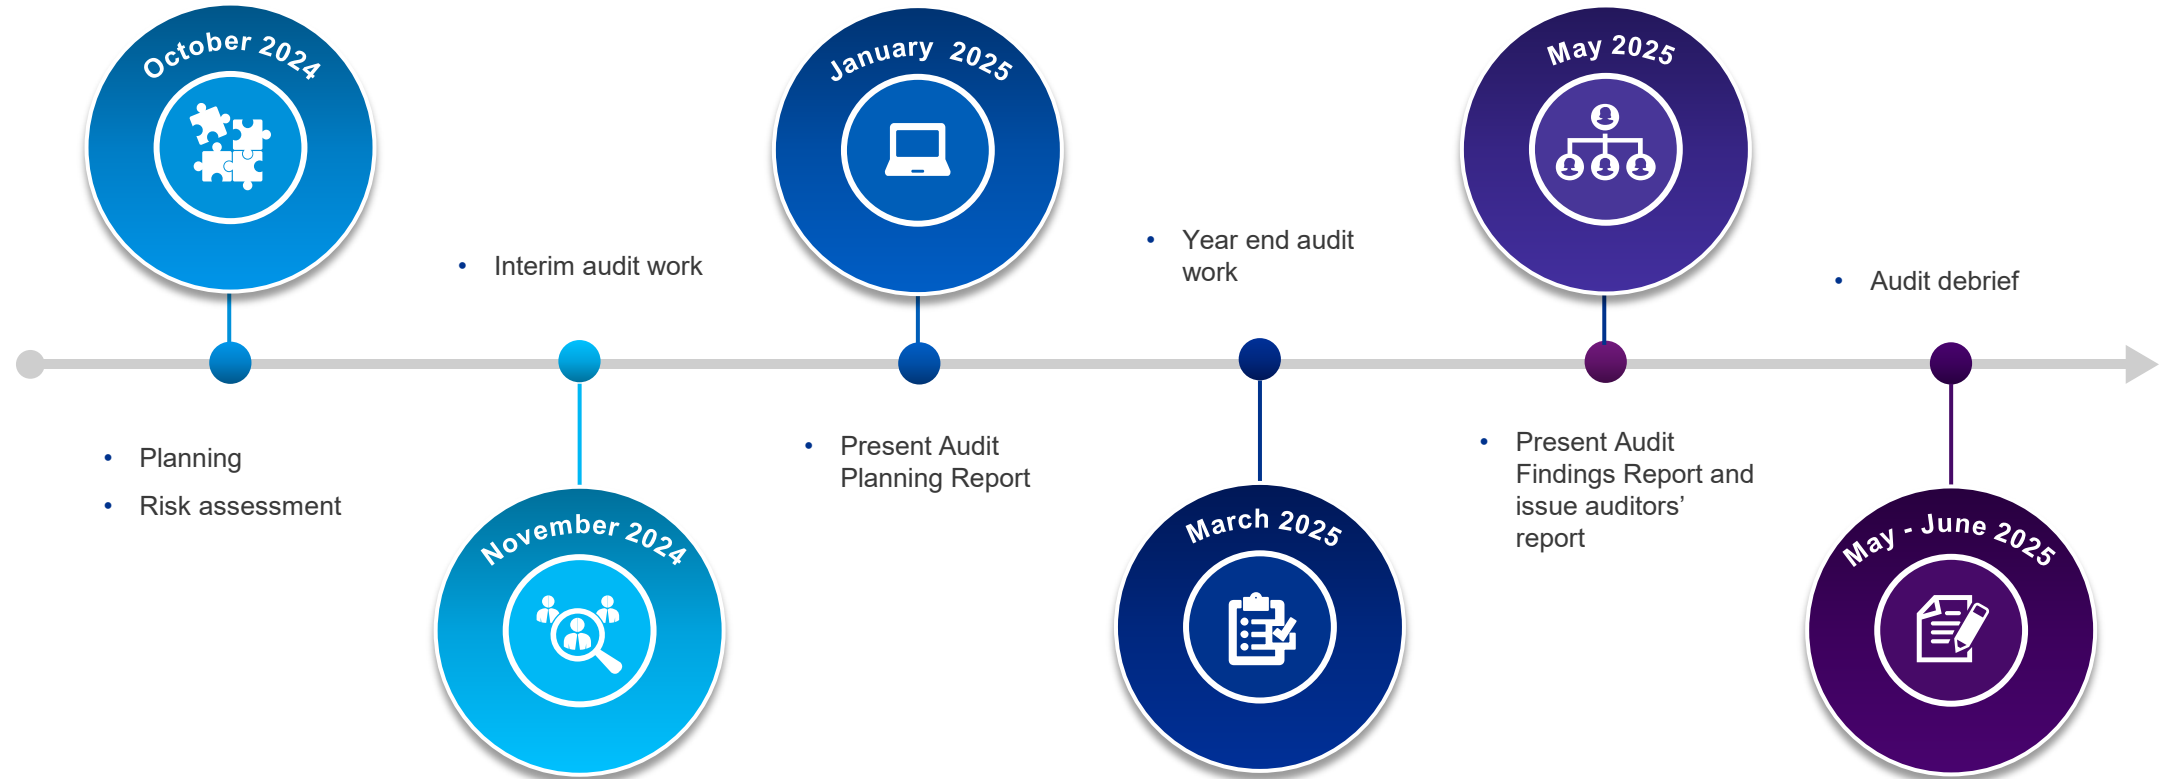 October 2024
• Planning
• Risk assessment
• Interim audit work
November 2024
January 2025
• Present Audit
Planning Report
• Year end audit
work
March 2025
May 2025
• Present Audit
Findings Report and
issue auditors’
report
• Audit debrief
May - June 2025